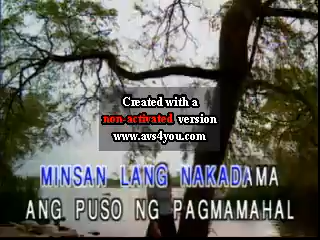 Created with a
non-activated version
www.avs4you.com
MINSAN LANG NAKADAMA
ANG PUSO NG PAGMAMAHAL